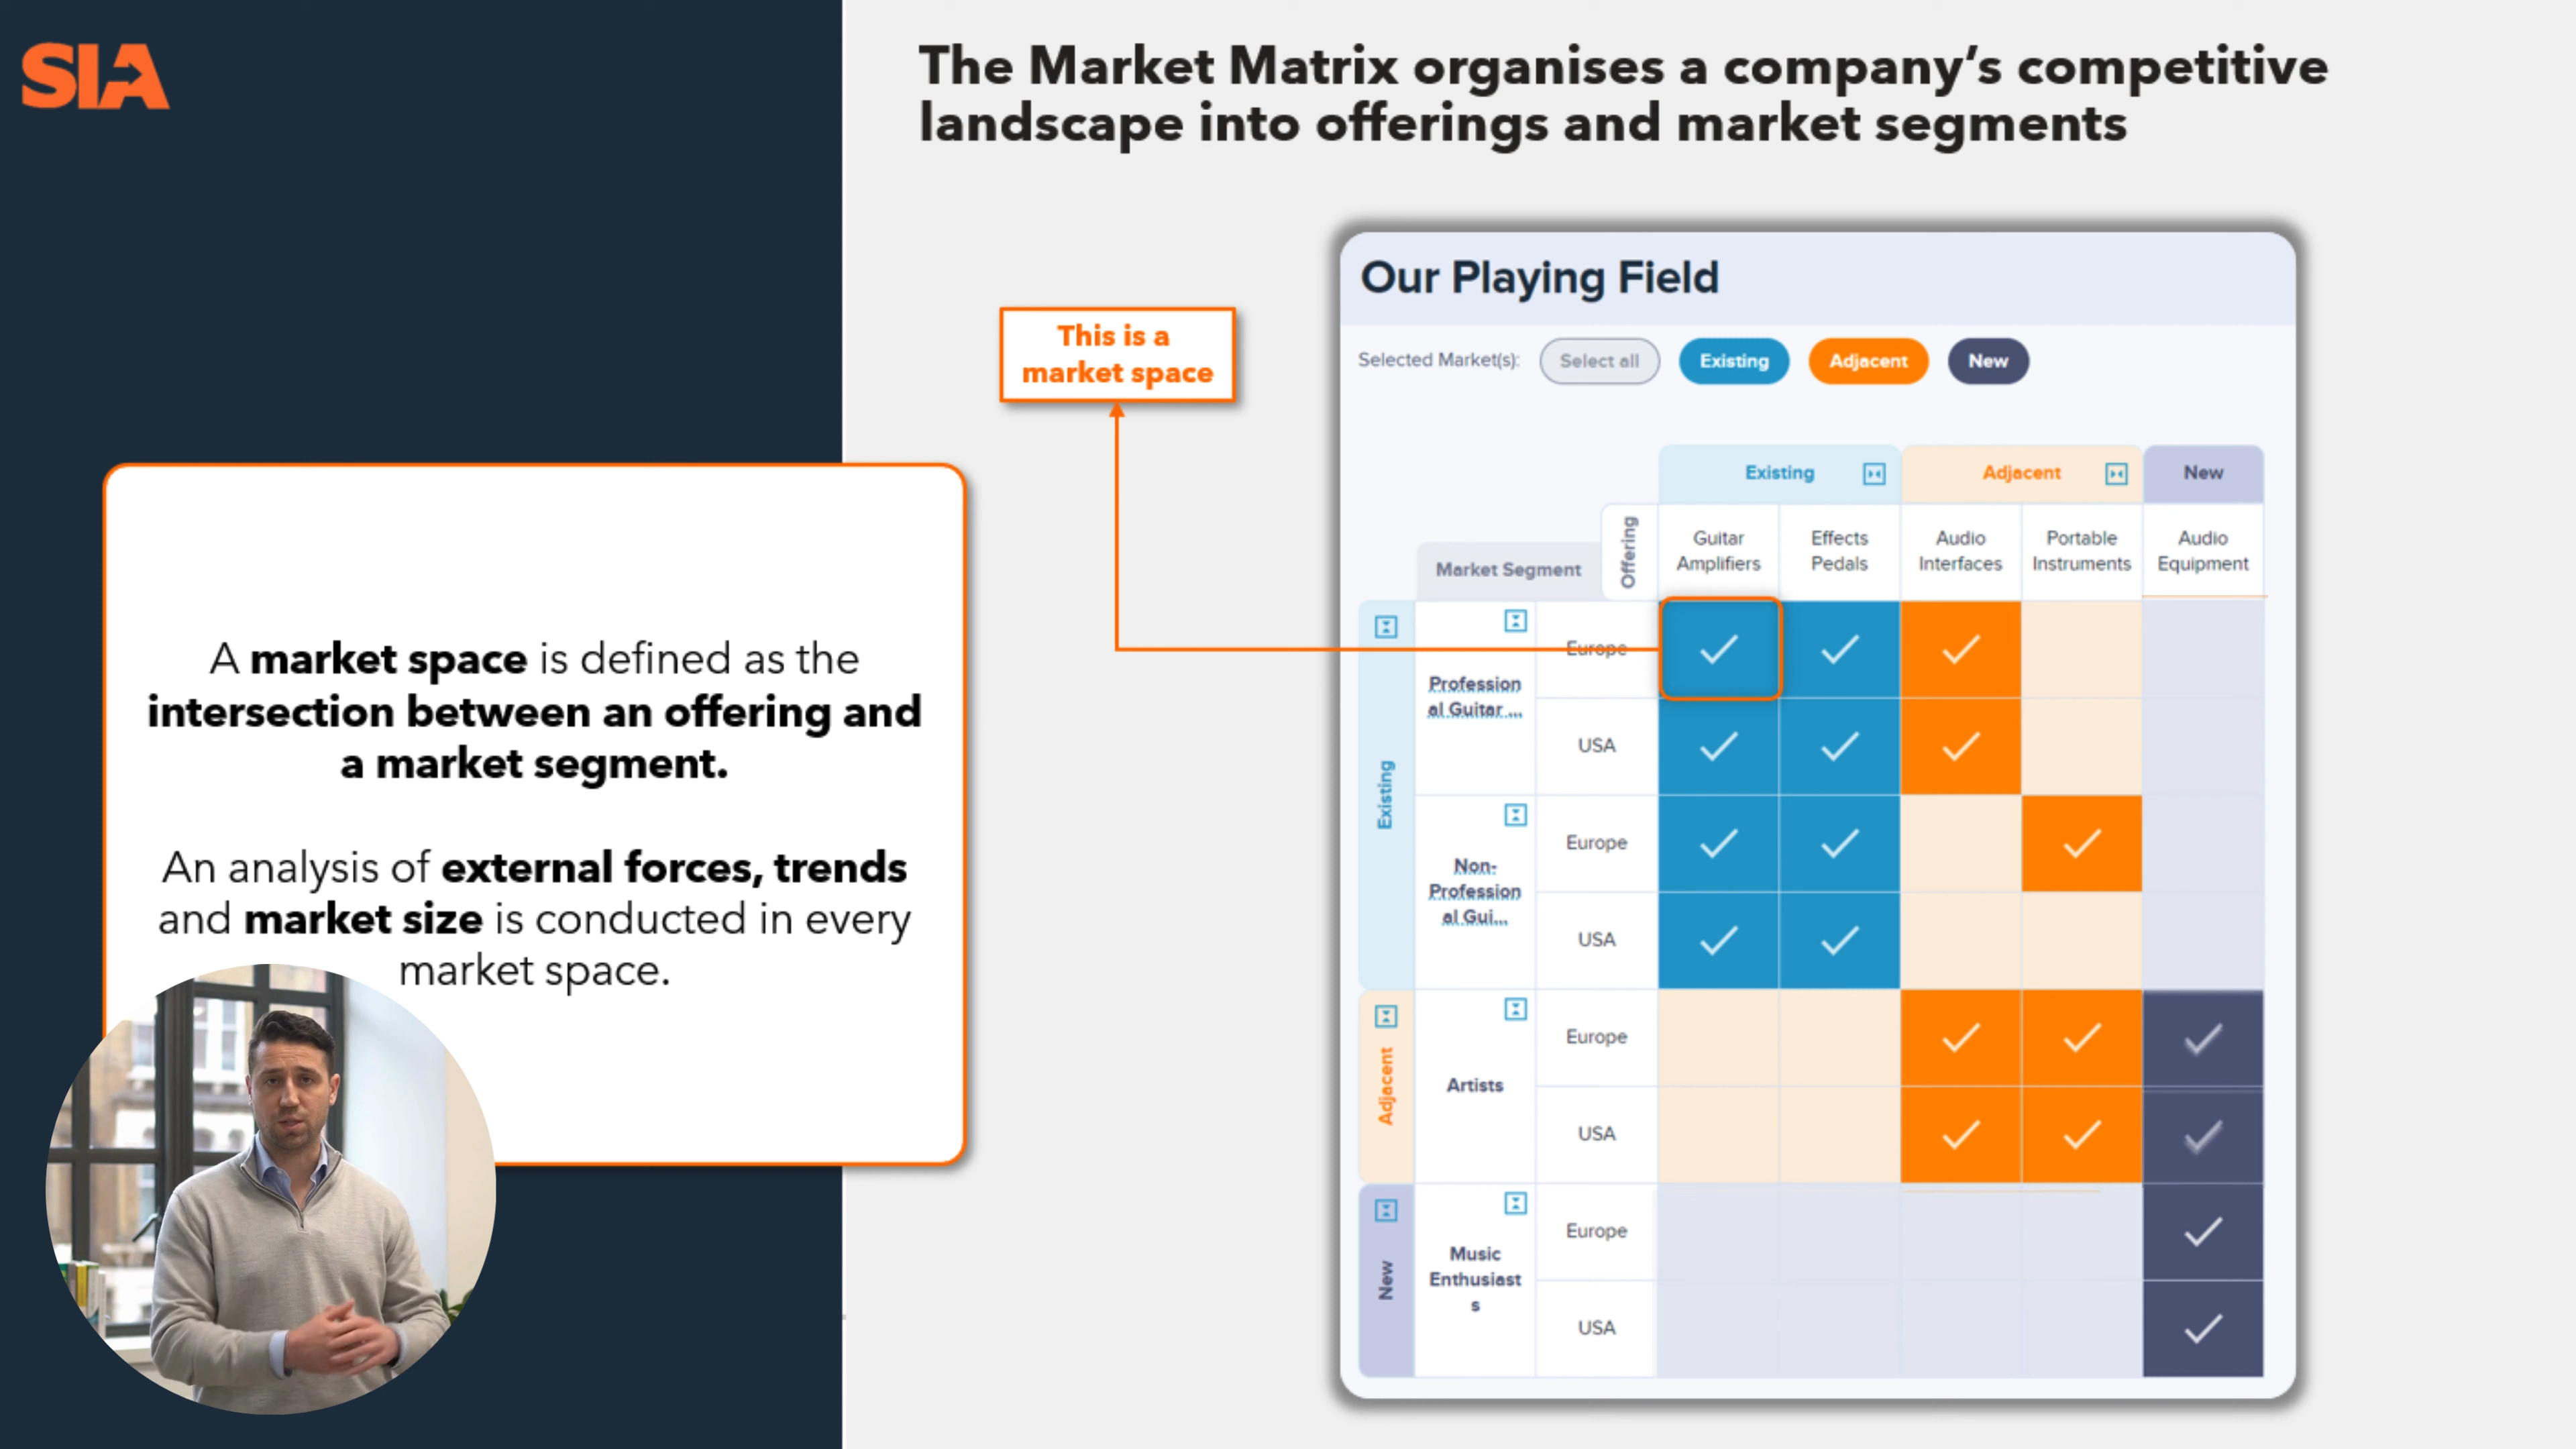 SIA
The Market Matrix organises a company's competitive
landscape into offerings and market segments
A market space is defined as the
intersection between an offering and
a market segment.
An analysis of external forces, trends
and market size is conducted in every
market space.
This is a
market space
Our Playing Field
Selected Market(s):
Select all
Existing
Adjacent
New
Existing
Adjacent
New
Market Segment
Offering
Guitar
Amplifiers
Effects
Pedals
Audio
Interfaces
Portable
Instruments
Audio
Equipment
Existing
Profession
al Guitar ...
Europe
USA
Non-
Profession
al Gui...
Europe
USA
Adjacent
Artists
Europe
USA
New
Music
Enthusiast
s
Europe
USA